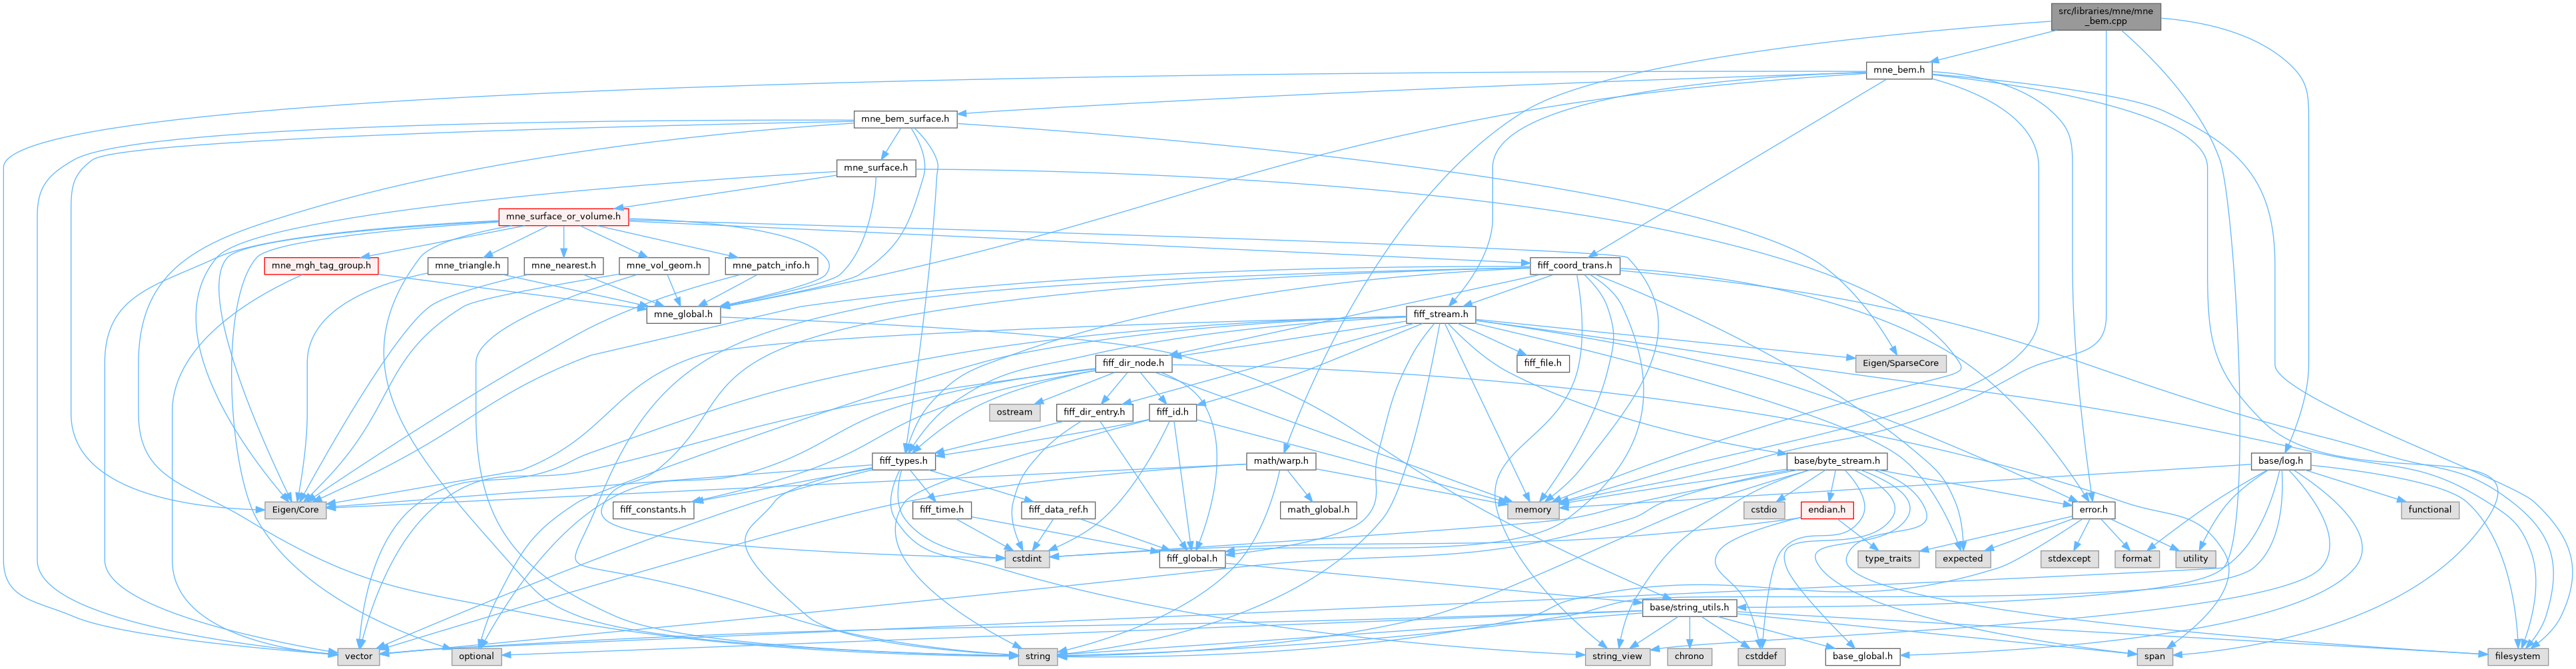 src/libraries/mne/mne
_bem.cpp
mne_bem.h
mne_bem_surface.h
mne_surface.h
mne_surface_or_volume.h
mne_mgh_tag_group.h
mne_triangle.h
mne_nearest.h
mne_vol_geom.h
mne_patch_info.h
fiff_coord_trans.h
mne_global.h
fiff_stream.h
fiff_dir_node.h
fiff_file.h
Eigen/SparseCore
ostream
fiff_dir_entry.h
fiff_id.h
fiff_types.h
math/warp.h
base/byte_stream.h
base/log.h
Eigen/Core
fiff_constants.h
fiff_time.h
fiff_data_ref.h
math_global.h
memory
cstdio
endian.h
error.h
functional
cstdint
fiff_global.h
type_traits
expected
stdexcept
format
utility
base/string_utils.h
vector
optional
string
string_view
chrono
cstddef
base_global.h
span
filesystem